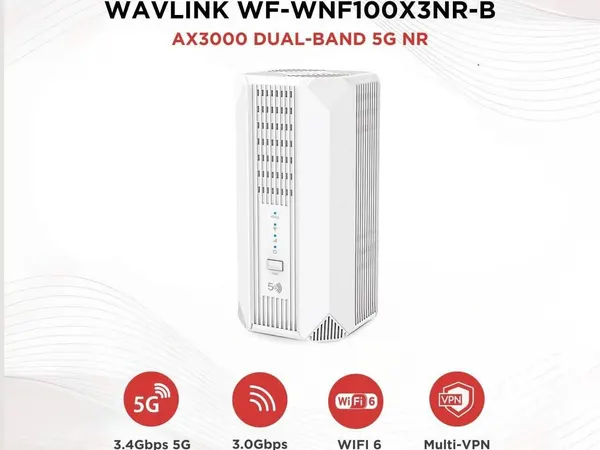 WAVLINK WF-WNF100X3NR-B
AX3000 DUAL-BAND 5G NR
5G
5G
WiFi 6
VPN
3.4Gbps 5G
3.0Gbps
WIFI 6
Multi-VPN